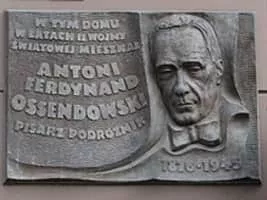 W TYM DOMU
W LATACH II WOJNY
ŚWIATOWEJ MIESZKAŁ
ANTONI
FERDYNAND
OSSENDOWSKI
PISARZ PODRÓŻNIK
1876-1945